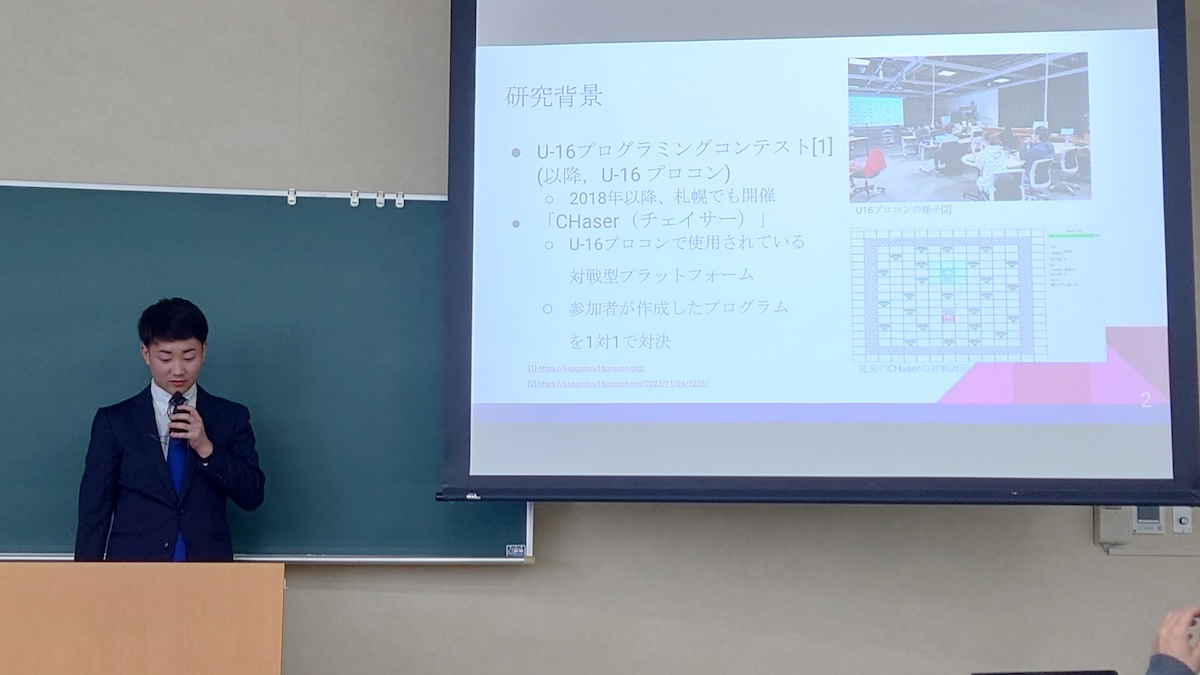 研究背景
● U-16プログラミングコンテスト[1]
(以降, U-16 プロコン)
○ 2018年以降、札幌でも開催
● 「CHaser（チェイサー）」
○ U-16プロコンで使用されている
対戦型プラットフォーム
○ 参加者が作成したプログラム
を1対1で対決
[1] https://sapporo.u16procon.org/
[2] https://sapporo.u16procon.org/2023/11/24/1256/
U16プロコンの様子[2]
従来のCHaserの対戦画面
2